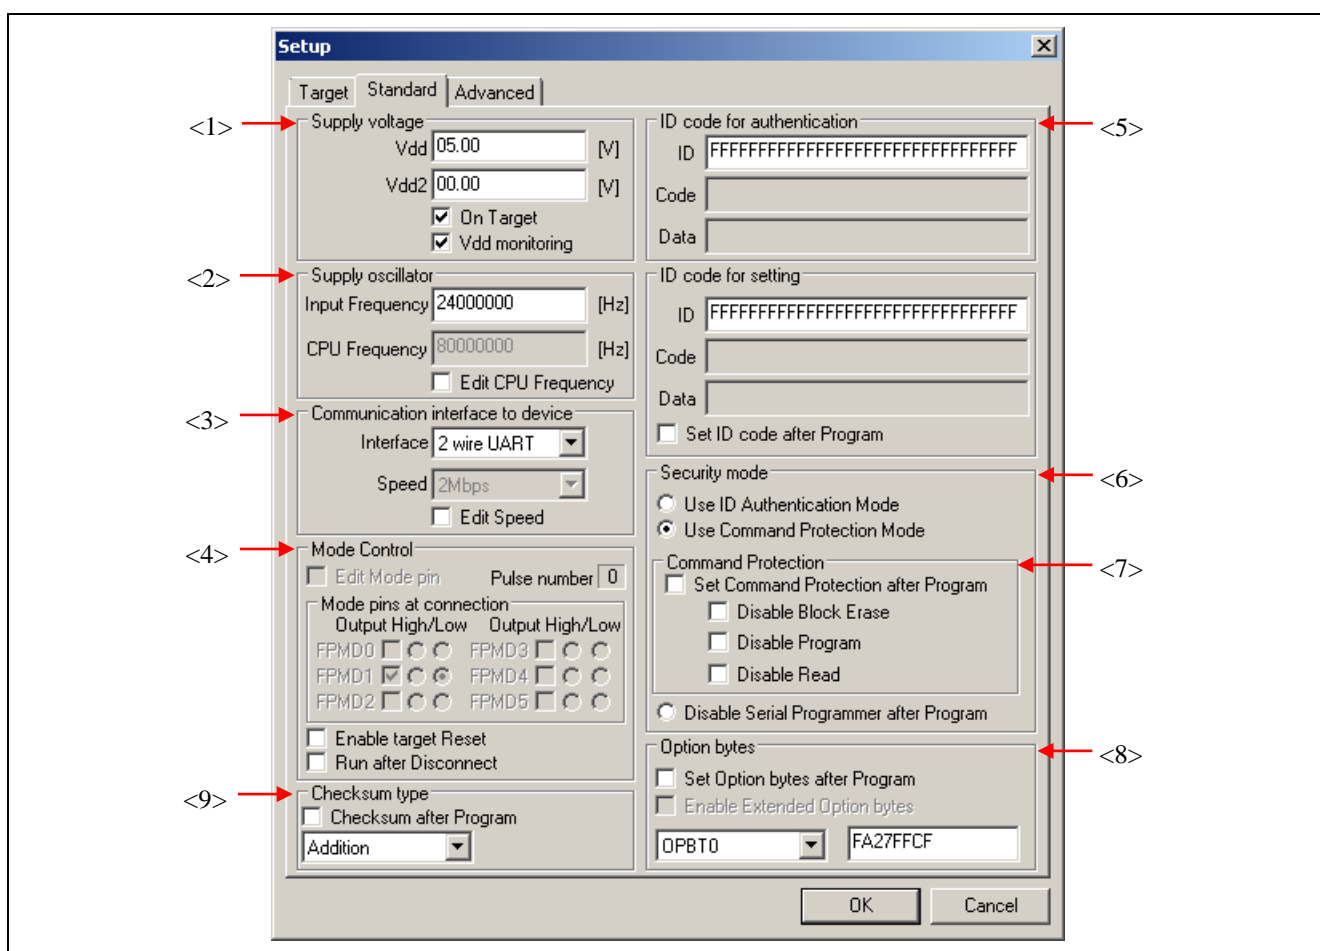 Setup
Target Standard Advanced
<1>
Supply voltage
Vdd 05.00 [V]
Vdd2 00.00 [V]
On Target
Vdd monitoring
<2>
Supply oscillator
Input Frequency 24000000 [Hz]
CPU Frequency 80000000 [Hz]
Edit CPU Frequency
<3>
Communication interface to device
Interface 2 wire UART
Speed 2Mbps
Edit Speed
<4>
Mode Control
Edit Mode pin Pulse number 0
Mode pins at connection
Output High/Low Output High/Low
FPMD0 FPMD3
FPMD1 FPMD4
FPMD2 FPMD5
Enable target Reset
Run after Disconnect
<9>
Checksum type
Checksum after Program
Addition
ID code for authentication
<5>
ID FFFFFFFFFFFFFFFFFFFFFFFFFFFFFFFF
Code
Data
ID code for setting
ID FFFFFFFFFFFFFFFFFFFFFFFFFFFFFFFF
Code
Data
Set ID code after Program
Security mode
<6>
Use ID Authentication Mode
Use Command Protection Mode
Command Protection
<7>
Set Command Protection after Program
Disable Block Erase
Disable Program
Disable Read
Disable Serial Programmer after Program
Option bytes
<8>
Set Option bytes after Program
Enable Extended Option bytes
OPBT0 FA27FFCF
OK Cancel